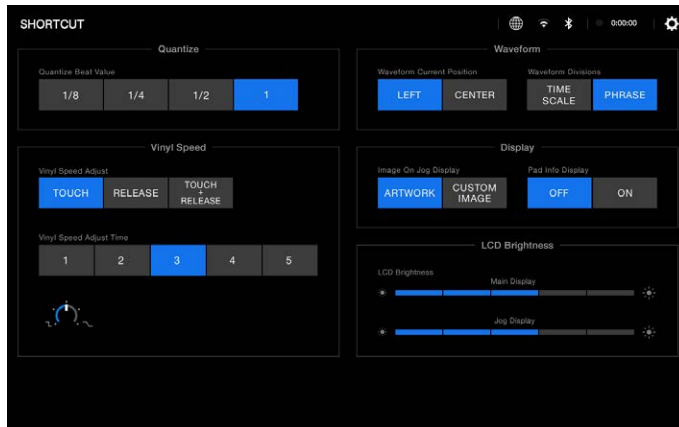 SHORTCUT
0:00:00
Quantize
Quantize Beat Value
1/8 1/4 1/2 1
Waveform
Waveform Current Position Waveform Divisions
LEFT CENTER TIME SCALE PHRASE
Vinyl Speed
Vinyl Speed Adjust
TOUCH RELEASE TOUCH + RELEASE
Vinyl Speed Adjust Time
1 2 3 4 5
Display
Image On Jog Display Pad Info Display
ARTWORK CUSTOM IMAGE OFF ON
LCD Brightness
LCD Brightness
Main Display
Jog Display